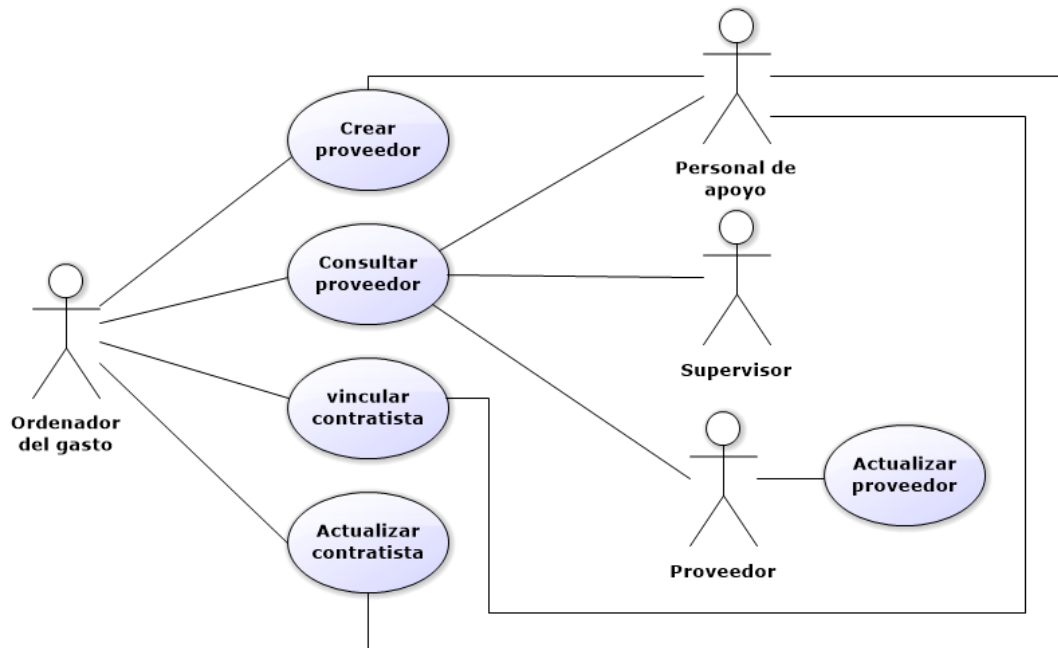 Crear
proveedor
Personal de
apoyo
Consultar
proveedor
Supervisor
Ordenador
del gasto
vincular
contratista
Actualizar
proveedor
Actualizar
contratista
Proveedor